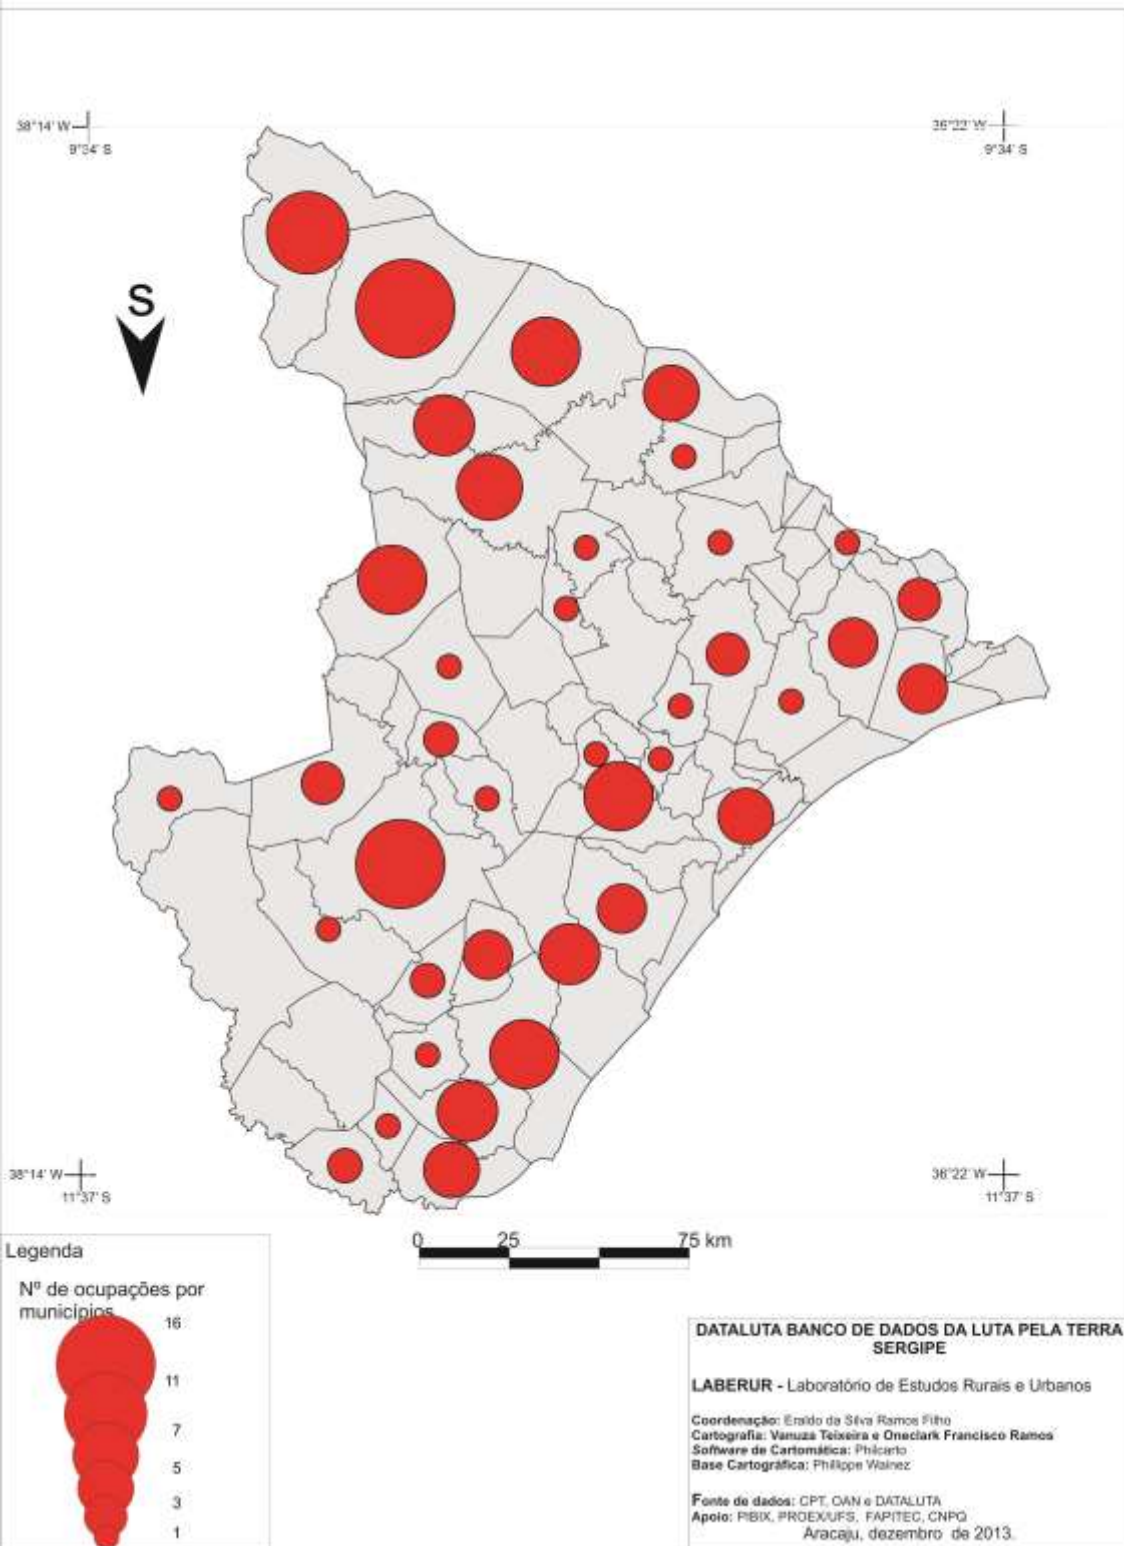 38°14' W
9°34' S
36°22' W
9°34' S
S
38°14' W
11°37' S
36°22' W
11°37' S
0 25 75 km
Legenda
Nº de ocupações por
municípios
16
11
7
5
3
1
DATALUTA BANCO DE DADOS DA LUTA PELA TERRA
SERGIPE
LABERUR - Laboratório de Estudos Rurais e Urbanos
Coordenação: Eraldo da Silva Ramos Filho
Cartografia: Vanuza Teixeira e Oneclark Francisco Ramos
Software de Cartomática: Philcarto
Base Cartográfica: Philippe Wainez
Fonte de dados: CPT, OAN e DATALUTA
Apoio: PIBIX, PROEX/UFS, FAPITEC, CNPQ
Aracaju, dezembro de 2013.